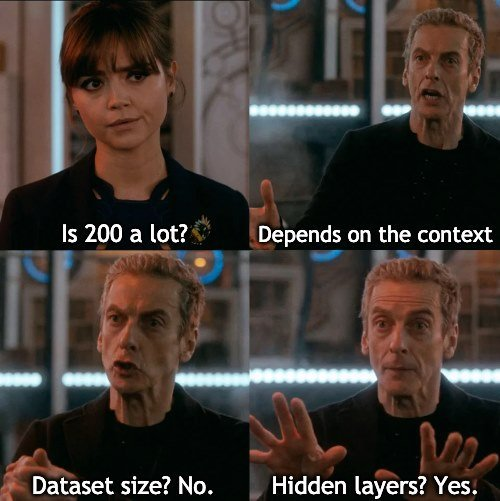 Is 200 a lot?
Depends on the context
Dataset size? No.
Hidden layers? Yes.